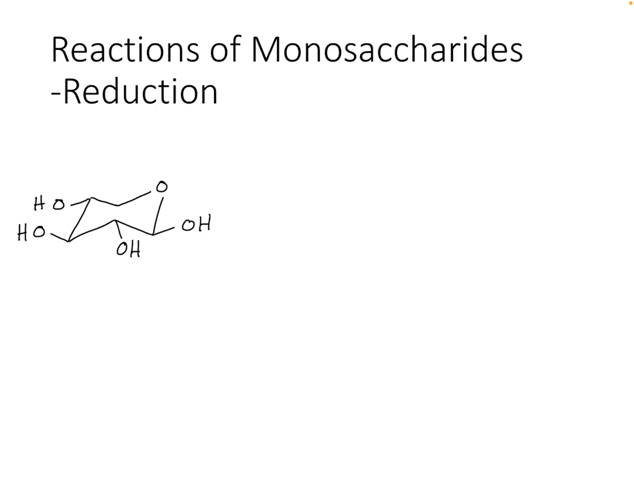 Reactions of Monosaccharides
-Reduction
O
HO
HO
OH
OH